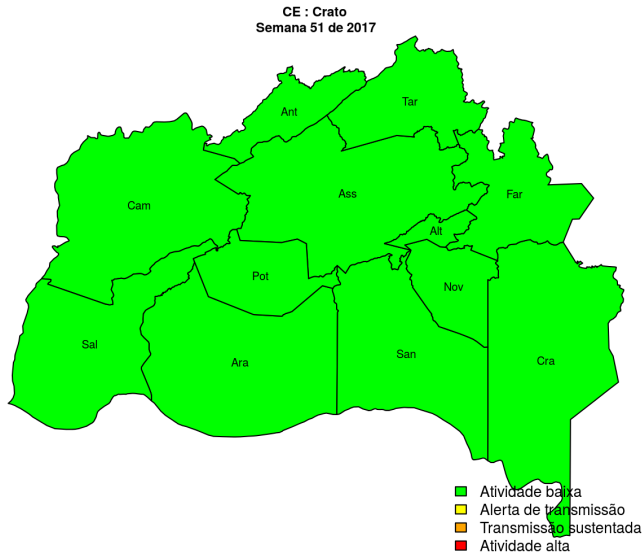 CE : Crato
Semana 51 de 2017
Tar
Ant
Ass
Far
Cam
Alt
Pot
Nov
Sal
San
Cra
Ara
Atividade baixa
Alerta de transmissão
Transmissão sustentada
Atividade alta